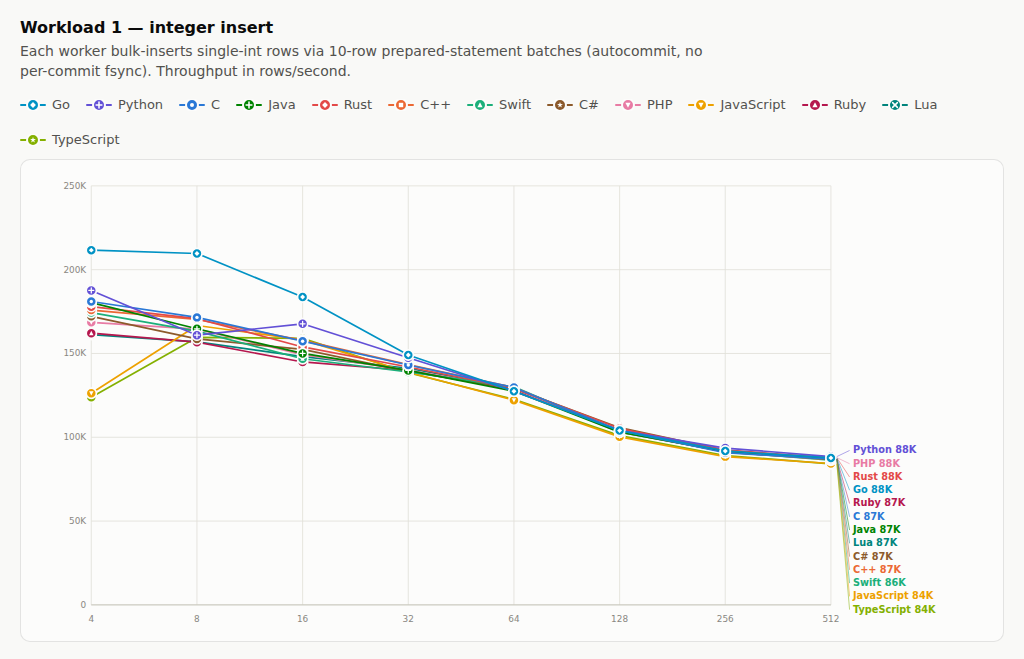 Workload 1 — integer insert
Each worker bulk-inserts single-int rows via 10-row prepared-statement batches (autocommit, no
per-commit fsync). Throughput in rows/second.
Go Python C Java Rust C++ Swift C# PHP JavaScript Ruby Lua
TypeScript
250K
200K
150K
100K
50K
0
4 8 16 32 64 128 256 512
Python 88K
PHP 88K
Rust 88K
Go 88K
Ruby 87K
C 87K
Java 87K
Lua 87K
C# 87K
C++ 87K
Swift 86K
JavaScript 84K
TypeScript 84K